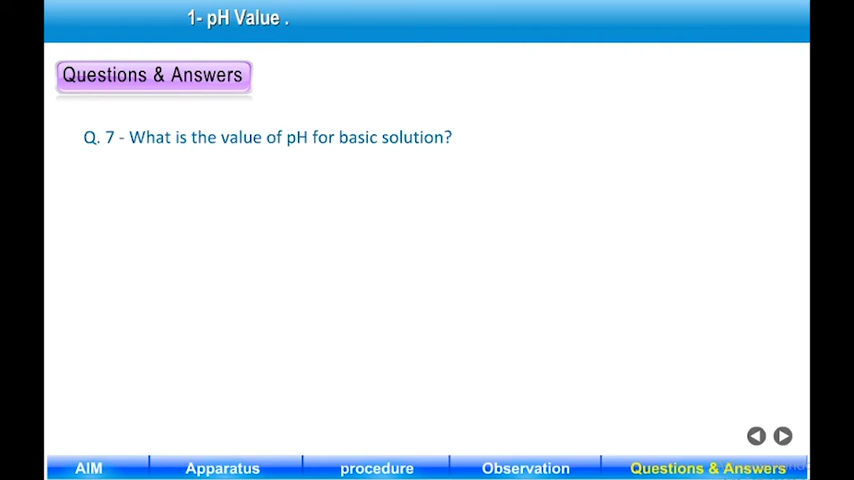 1- pH Value .
Questions & Answers
Q. 7 - What is the value of pH for basic solution?
AIM
Apparatus
procedure
Observation
Questions & Answers